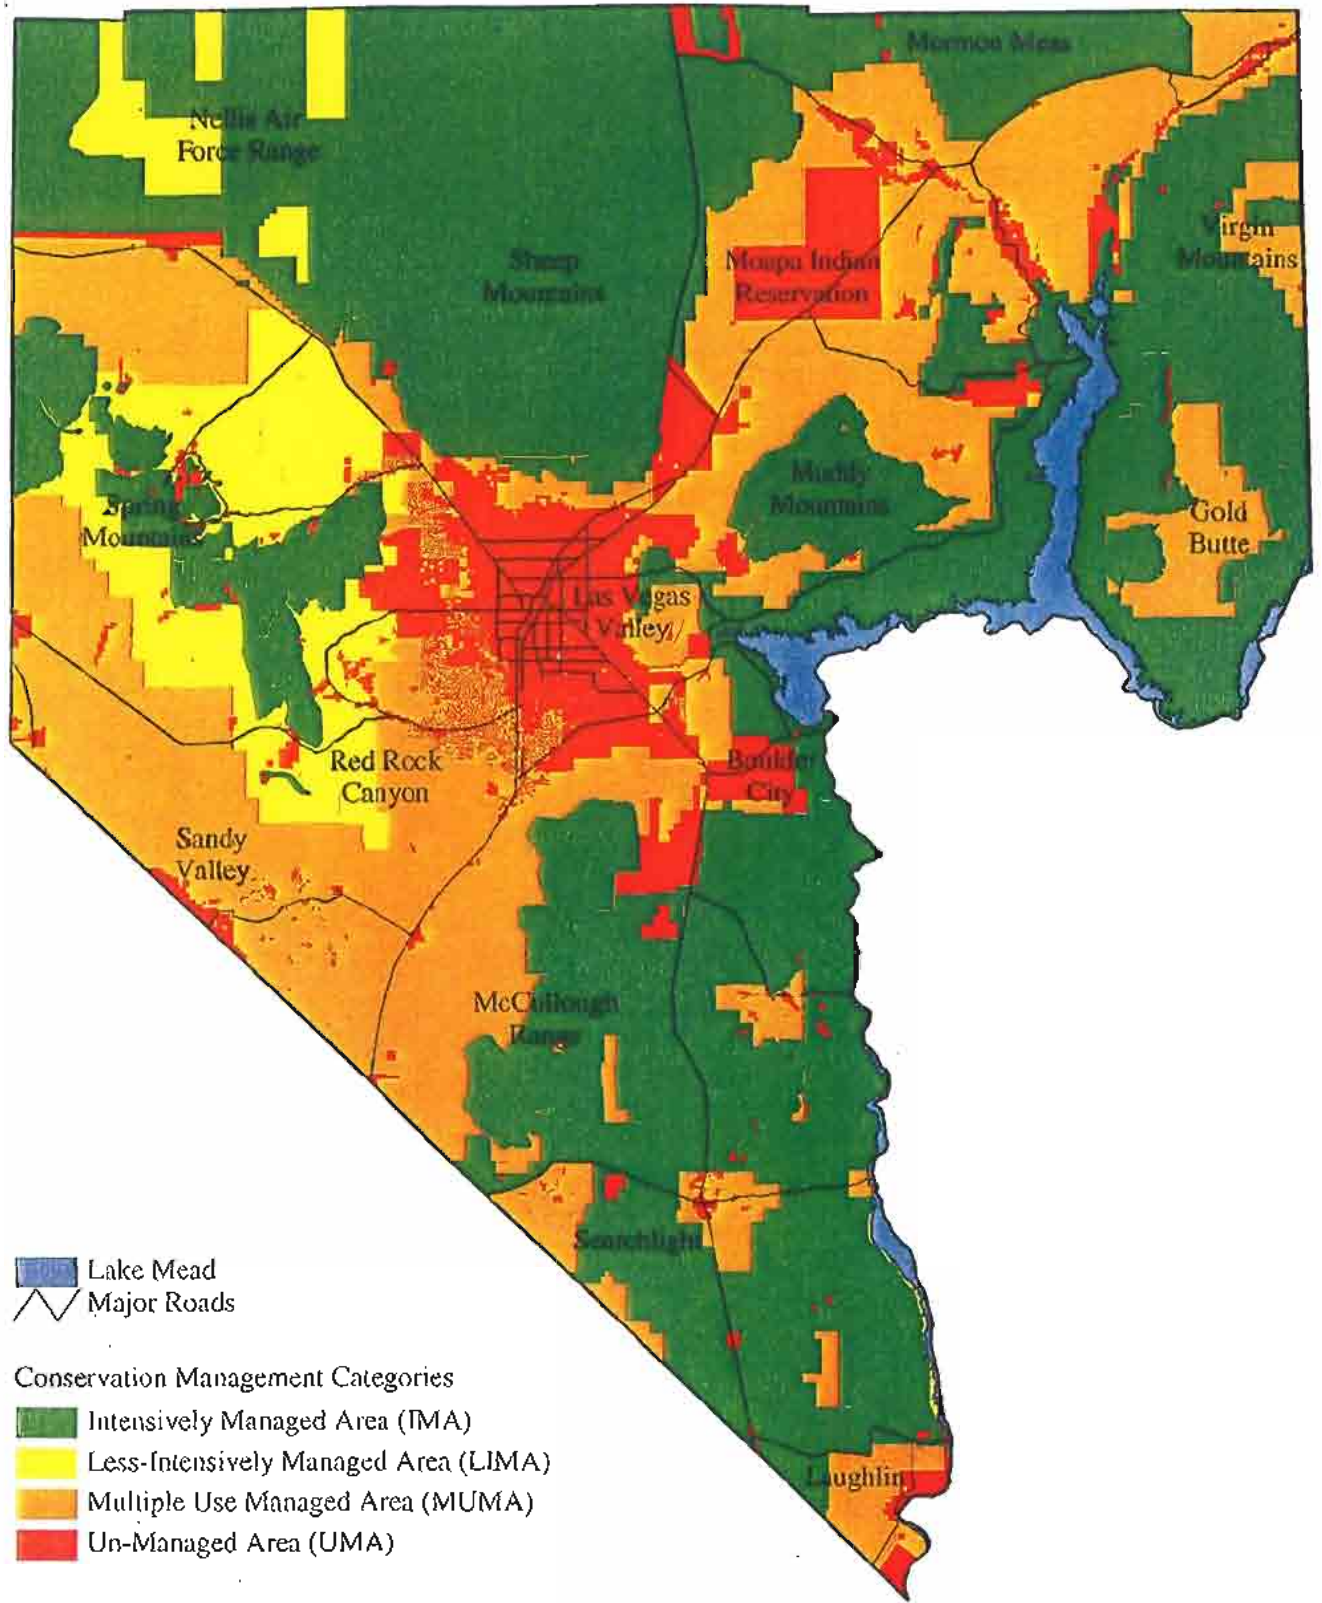 Mormon Mesa
Nellis Air
Force Range
Virgin
Mountains
Sheep
Mountains
Moapa Indian
Reservation
Muddy
Mountains
Spring
Mountains
Gold
Butte
Las Vegas
Valley
Red Rock
Canyon
Boulder
City
Sandy
Valley
McCullough
Range
Searchlight
Laughlin
Lake Mead
Major Roads
Conservation Management Categories
Intensively Managed Area (IMA)
Less-Intensively Managed Area (LIMA)
Multiple Use Managed Area (MUMA)
Un-Managed Area (UMA)